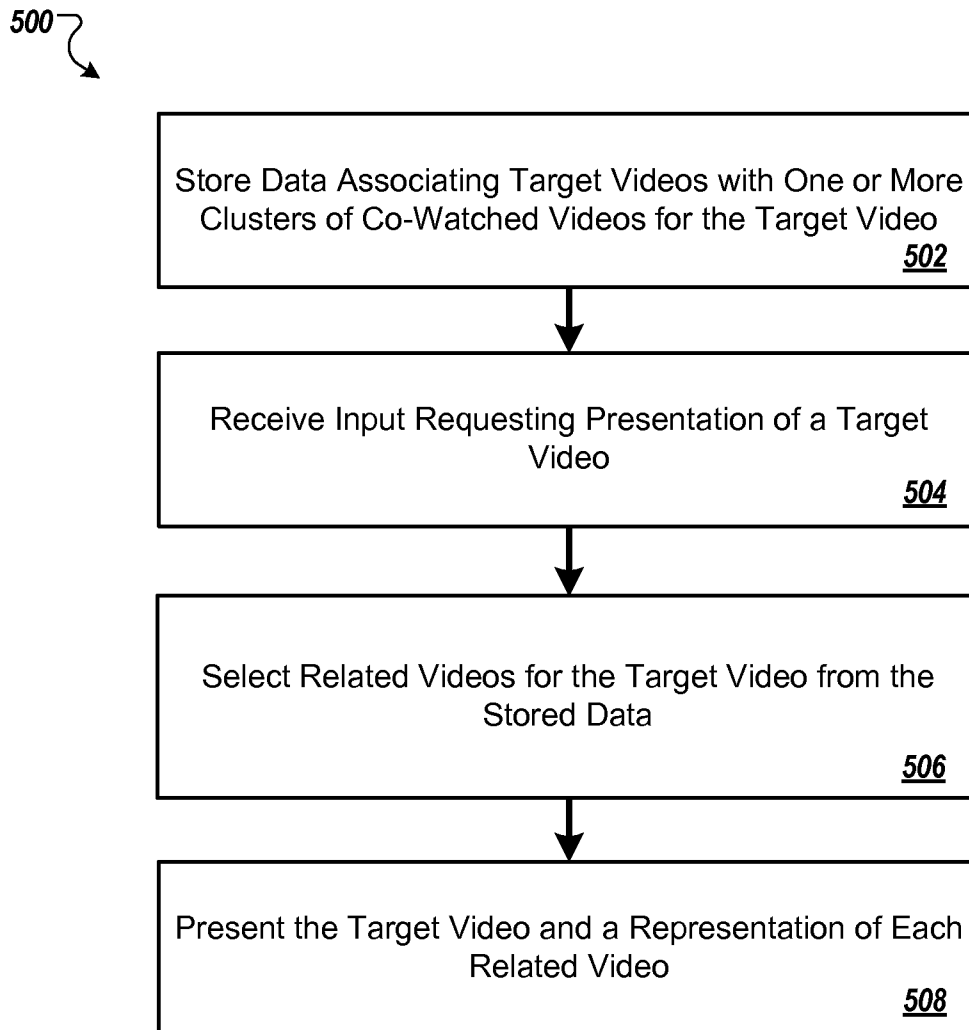 500
Store Data Associating Target Videos with One or More
Clusters of Co-Watched Videos for the Target Video
502
Receive Input Requesting Presentation of a Target
Video
504
Select Related Videos for the Target Video from the
Stored Data
506
Present the Target Video and a Representation of Each
Related Video
508